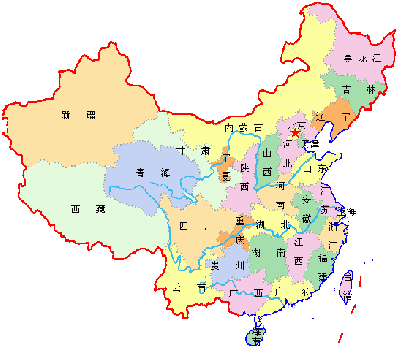 黑龙江
吉林
辽宁
内蒙古
新疆
甘肃
青海
宁夏
陕西
山西
河北
北京
天津
山东
西藏
四川
重庆
河南
湖北
安徽
江苏
上海
浙江
湖南
江西
福建
贵州
云南
广西
广东
台湾
海南